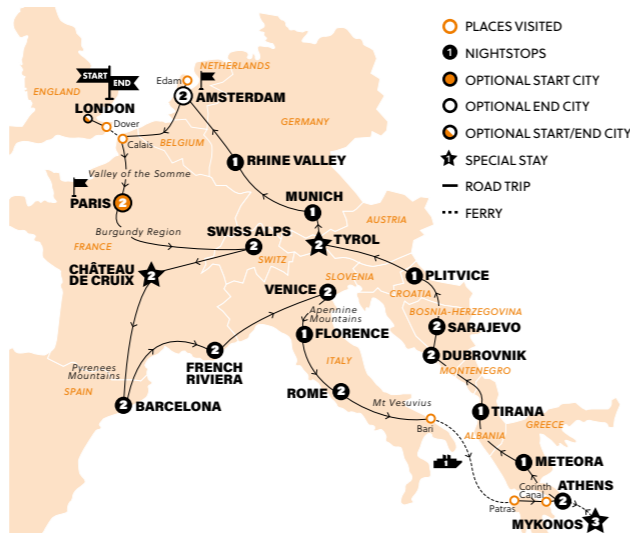 PLACES VISITED
1 NIGHTSTOPS
OPTIONAL START CITY
OPTIONAL END CITY
OPTIONAL START/END CITY
1 SPECIAL STAY
ROAD TRIP
FERRY
START
END
ENGLAND
LONDON
Dover
Calais
NETHERLANDS
Edam
2 AMSTERDAM
BELGIUM
GERMANY
1 RHINE VALLEY
Valley of the Somme
PARIS 2
Burgundy Region
FRANCE
MUNICH
1
AUSTRIA
SWISS ALPS
2
SWITZ
2 TYROL
CHÂTEAU
DE CRUIX
2
SLOVENIA
VENICE 2
1 PLITVICE
CROATIA
BOSNIA-HERZEGOVINA
Apennine
Mountains
1 FLORENCE
2 SARAJEVO
2
FRENCH
RIVIERA
ITALY
2 DUBROVNIK
MONTENEGRO
Pyrenees
Mountains
SPAIN
2 BARCELONA
ROME 2
Mt Vesuvius
Bari
1 TIRANA
ALBANIA
GREECE
1
1 METEORA
Corinth
Canal
ATHENS
2
Patras
MYKONOS 3